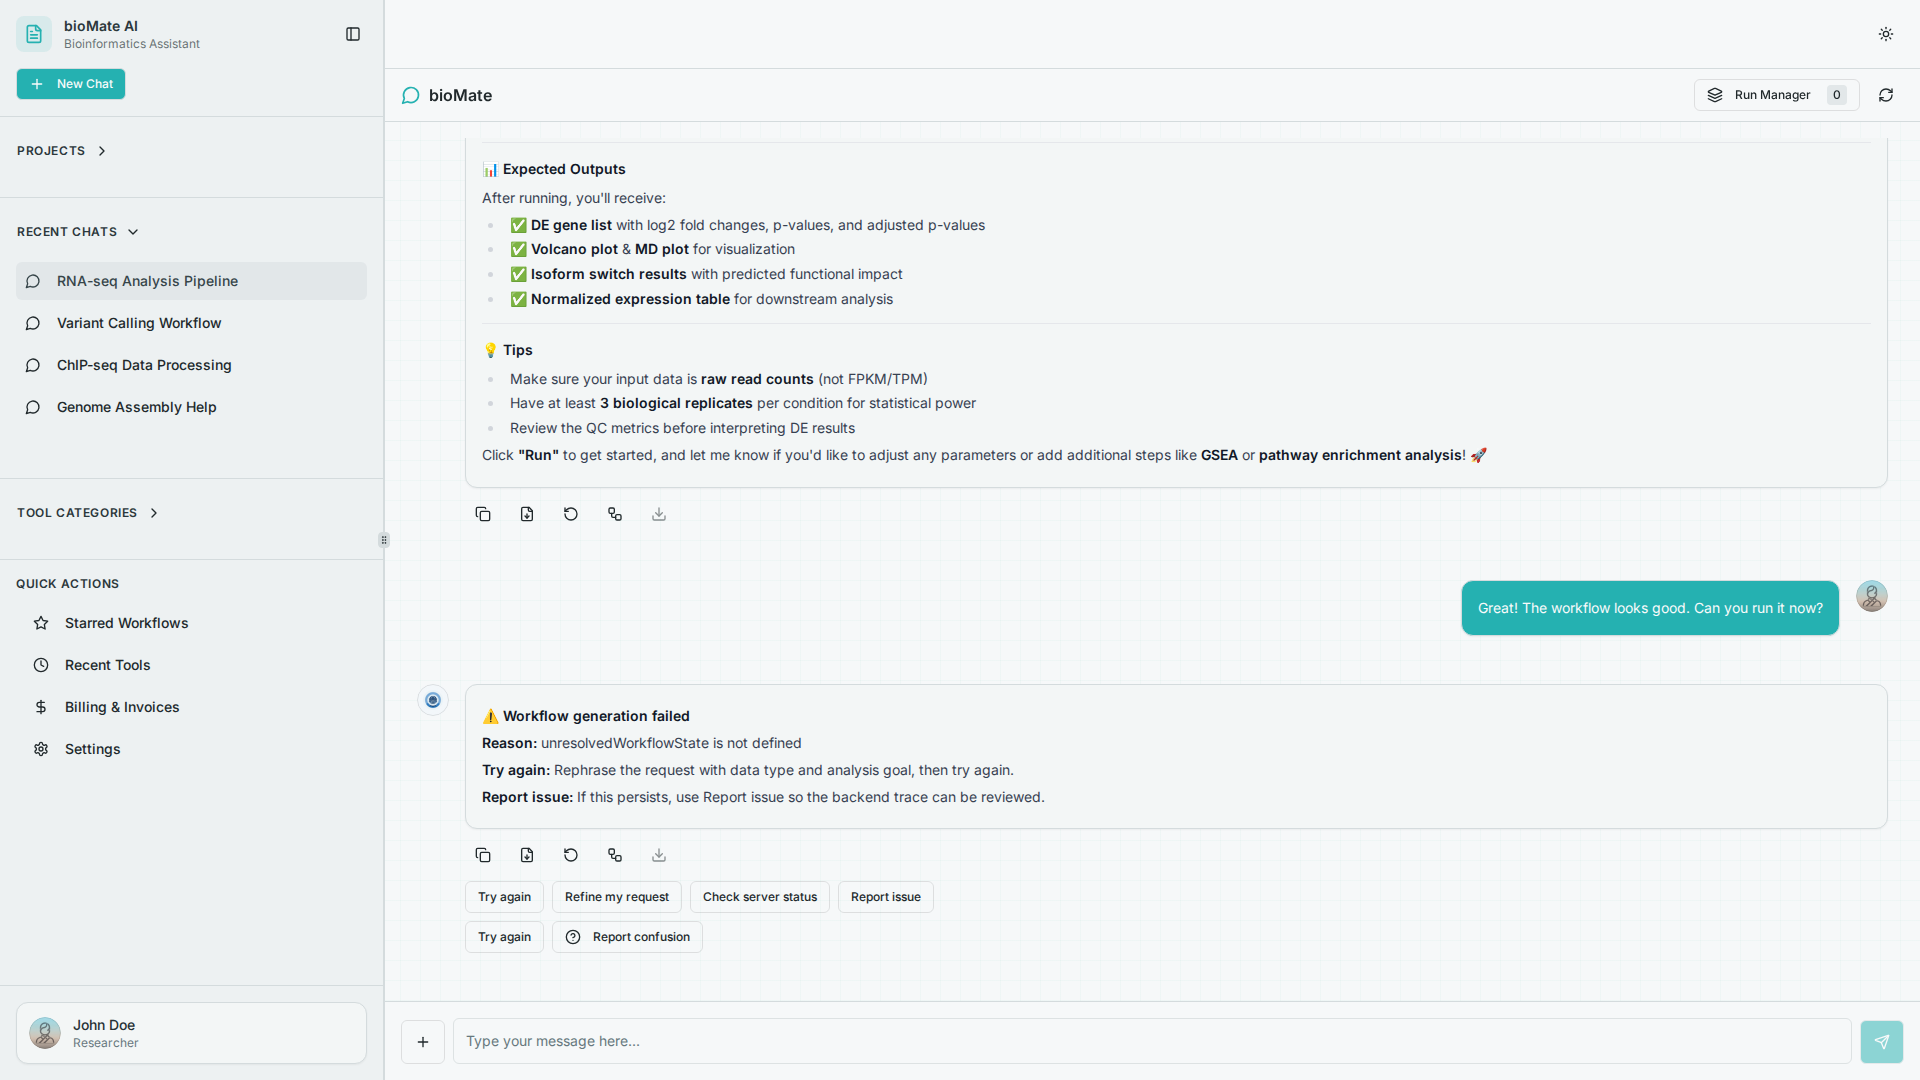 bioMate AI
Bioinformatics Assistant
New Chat
PROJECTS
RECENT CHATS
RNA-seq Analysis Pipeline
Variant Calling Workflow
ChIP-seq Data Processing
Genome Assembly Help
TOOL CATEGORIES
QUICK ACTIONS
Starred Workflows
Recent Tools
Billing & Invoices
Settings
John Doe
Researcher
bioMate
Run Manager 0
📊 Expected Outputs
After running, you'll receive:
✅ DE gene list with log2 fold changes, p-values, and adjusted p-values
✅ Volcano plot & MD plot for visualization
✅ Isoform switch results with predicted functional impact
✅ Normalized expression table for downstream analysis
💡 Tips
Make sure your input data is raw read counts (not FPKM/TPM)
Have at least 3 biological replicates per condition for statistical power
Review the QC metrics before interpreting DE results
Click "Run" to get started, and let me know if you'd like to adjust any parameters or add additional steps like GSEA or pathway enrichment analysis! 🚀
Great! The workflow looks good. Can you run it now?
⚠️ Workflow generation failed
Reason: unresolvedWorkflowState is not defined
Try again: Rephrase the request with data type and analysis goal, then try again.
Report issue: If this persists, use Report issue so the backend trace can be reviewed.
Try again Refine my request Check server status Report issue
Try again Report confusion
Type your message here...